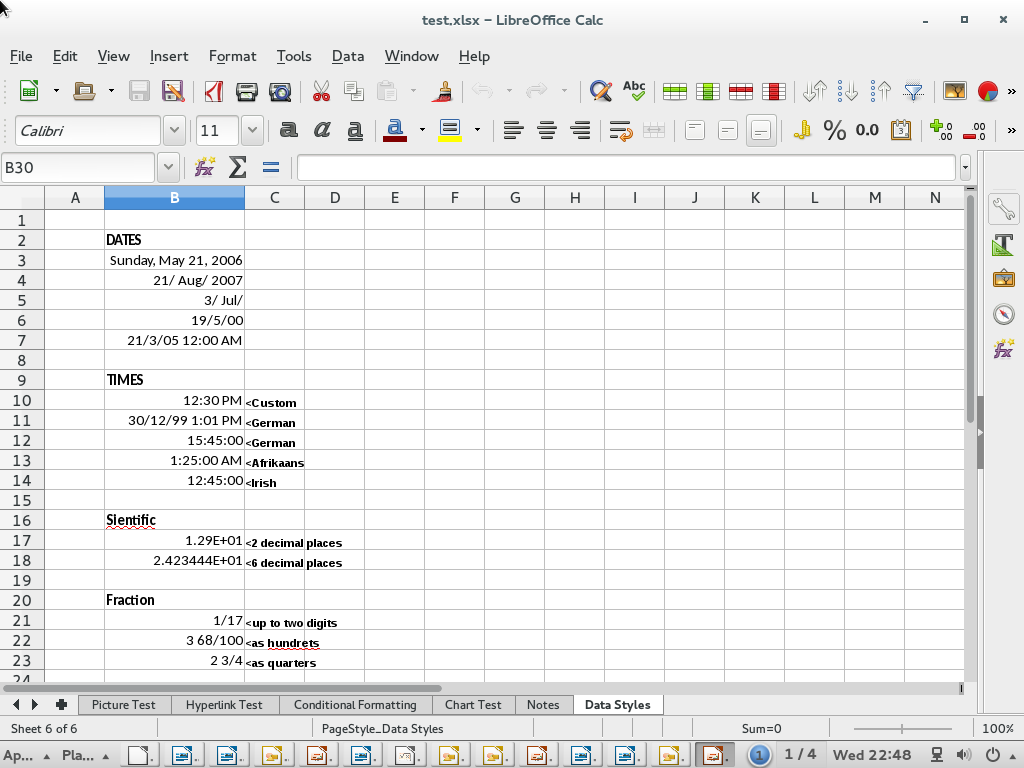 test.xlsx – LibreOffice Calc
File Edit View Insert Format Tools Data Window Help
Abc
Calibri 11 a a a a % 0.0
B30
A B C D E F G H I J K L M N
1
2 DATES
3 Sunday, May 21, 2006
4 21/ Aug/ 2007
5 3/ Jul/
6 19/5/00
7 21/3/05 12:00 AM
8
9 TIMES
10 12:30 PM <Custom
11 30/12/99 1:01 PM <German
12 15:45:00 <German
13 1:25:00 AM <Afrikaans
14 12:45:00 <Irish
15
16 Sientific
17 1.29E+01 <2 decimal places
18 2.423444E+01 <6 decimal places
19
20 Fraction
21 1/17 <up to two digits
22 3 68/100 <as hundrets
23 2 3/4 <as quarters
24
Picture Test Hyperlink Test Conditional Formatting Chart Test Notes Data Styles
Sheet 6 of 6 PageStyle_Data Styles Sum=0 100%
Ap... Pla... 1 1 / 4 Wed 22:48